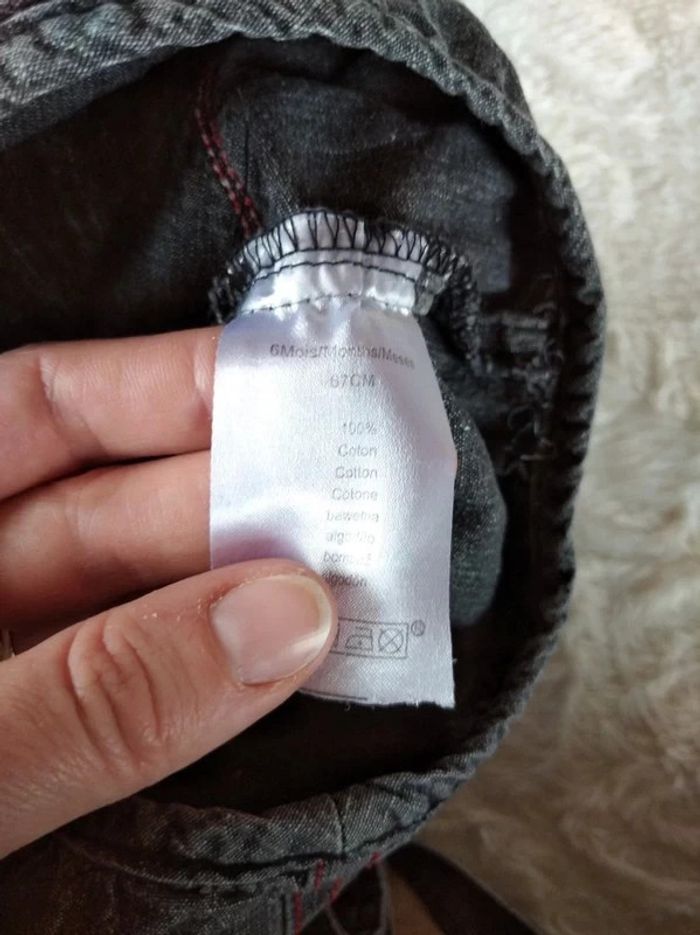 6Mois/Months/Meses
67CM
100%
Coton
Cotton
Cotone
bawełna
algodão
algodón